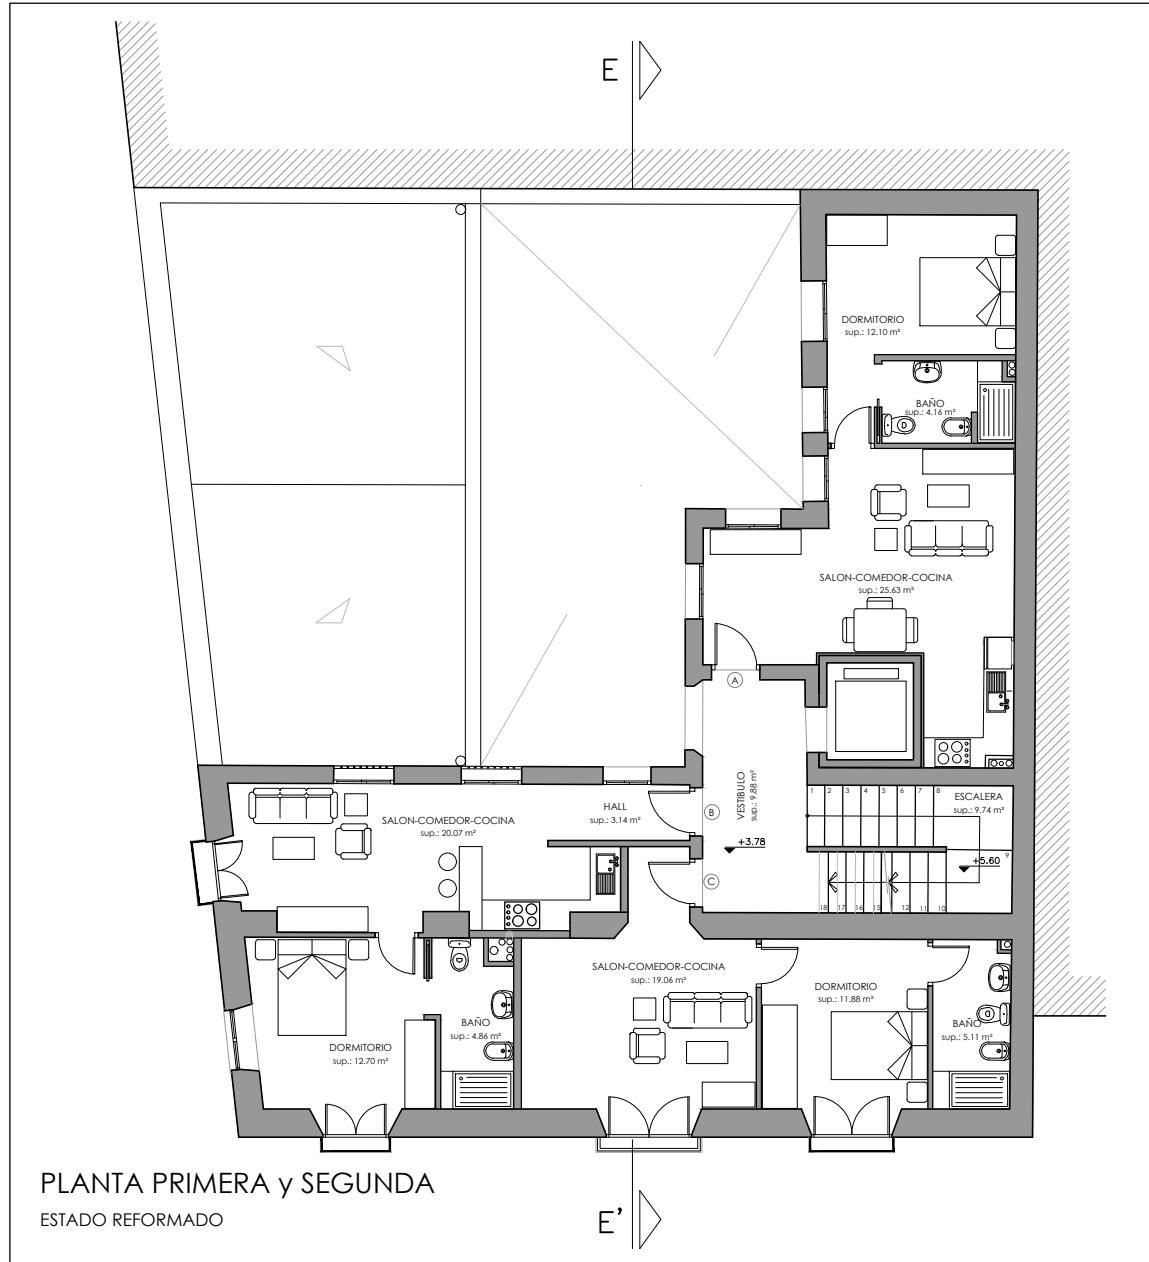 E
DORMITORIO
sup.: 12.10 m²
BAÑO
sup.: 4.16 m²
SALON-COMEDOR-COCINA
sup.: 25.63 m²
A
VESTIBULO
sup.: 9.88 m²
+3.78
B
C
1 2 3 4 5 6 7 8
ESCALERA
sup.: 9.74 m²
9
+5.60
18 17 16 15 12 11 10
HALL
sup.: 3.14 m²
SALON-COMEDOR-COCINA
sup.: 20.07 m²
SALON-COMEDOR-COCINA
sup.: 19.06 m²
DORMITORIO
sup.: 11.88 m²
BAÑO
sup.: 5.11 m²
BAÑO
sup.: 4.86 m²
DORMITORIO
sup.: 12.70 m²
PLANTA PRIMERA y SEGUNDA
ESTADO REFORMADO
E'